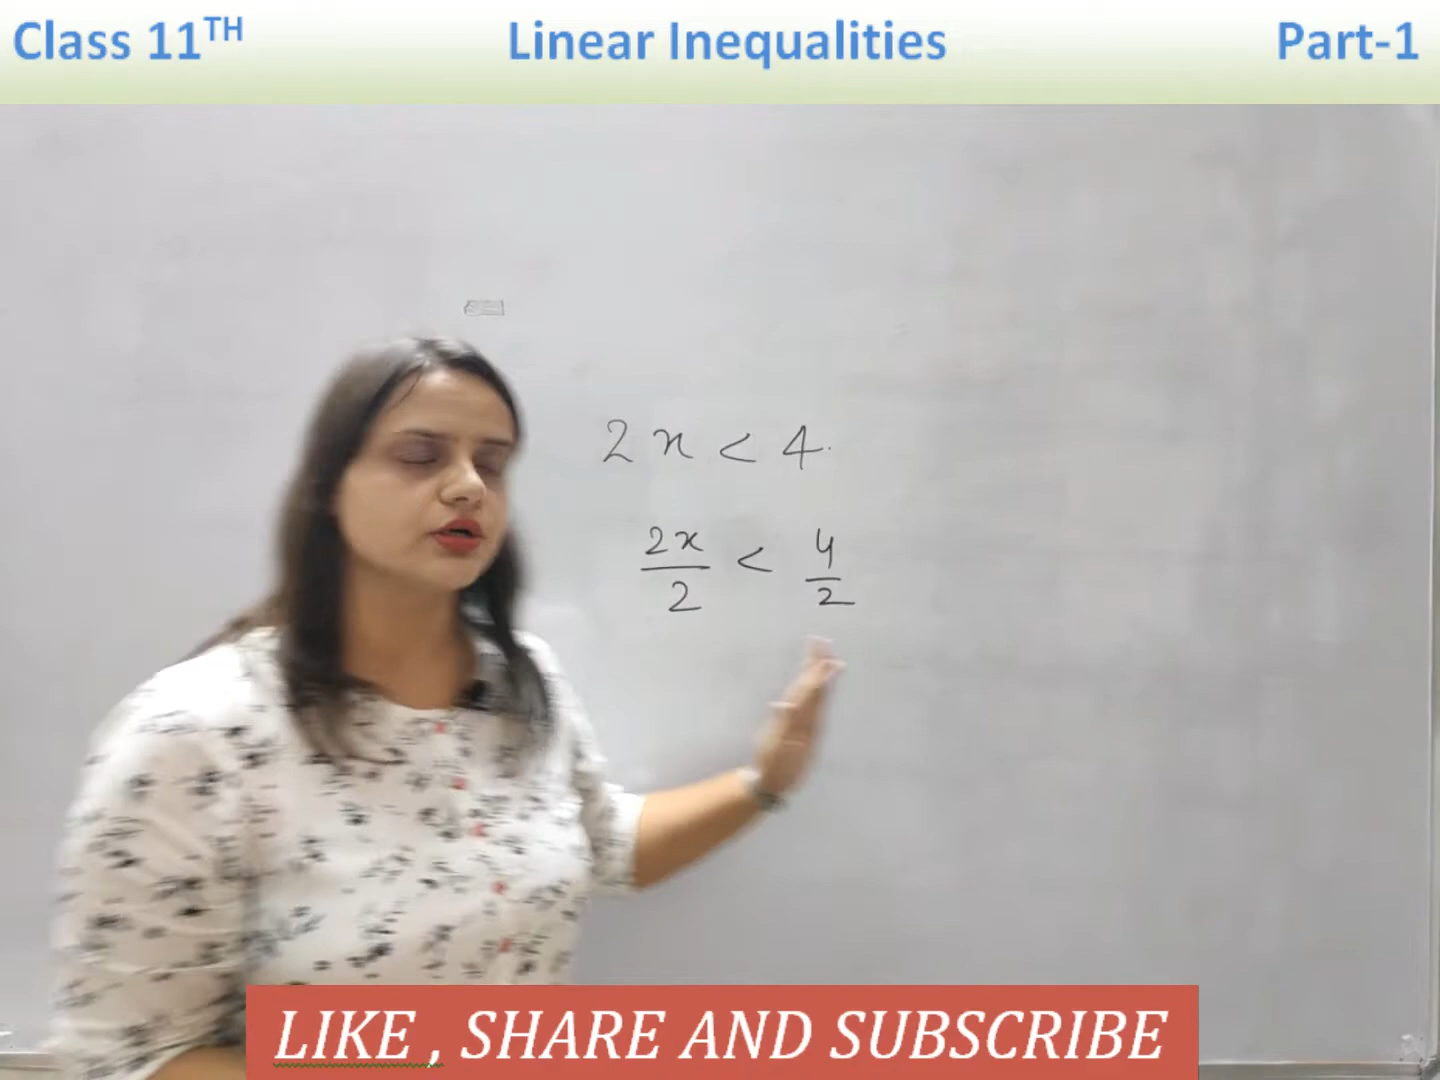 Class 11TH Linear Inequalities Part-1
2x < 4
2x/2 < 4/2
LIKE , SHARE AND SUBSCRIBE